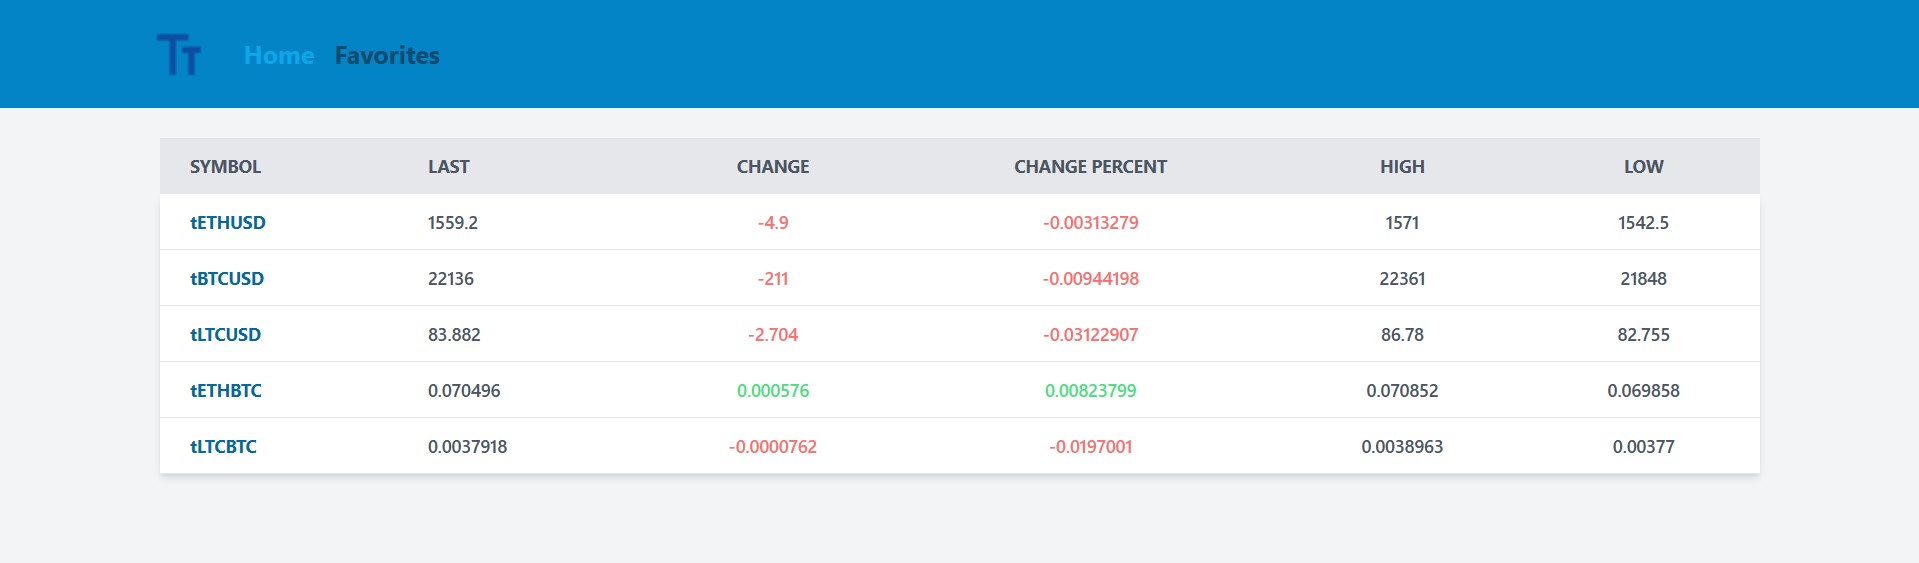 TT Home Favorites
SYMBOL LAST CHANGE CHANGE PERCENT HIGH LOW
tETHUSD 1559.2 -4.9 -0.00313279 1571 1542.5
tBTCUSD 22136 -211 -0.00944198 22361 21848
tLTCUSD 83.882 -2.704 -0.03122907 86.78 82.755
tETHBTC 0.070496 0.000576 0.00823799 0.070852 0.069858
tLTCBTC 0.0037918 -0.0000762 -0.0197001 0.0038963 0.00377